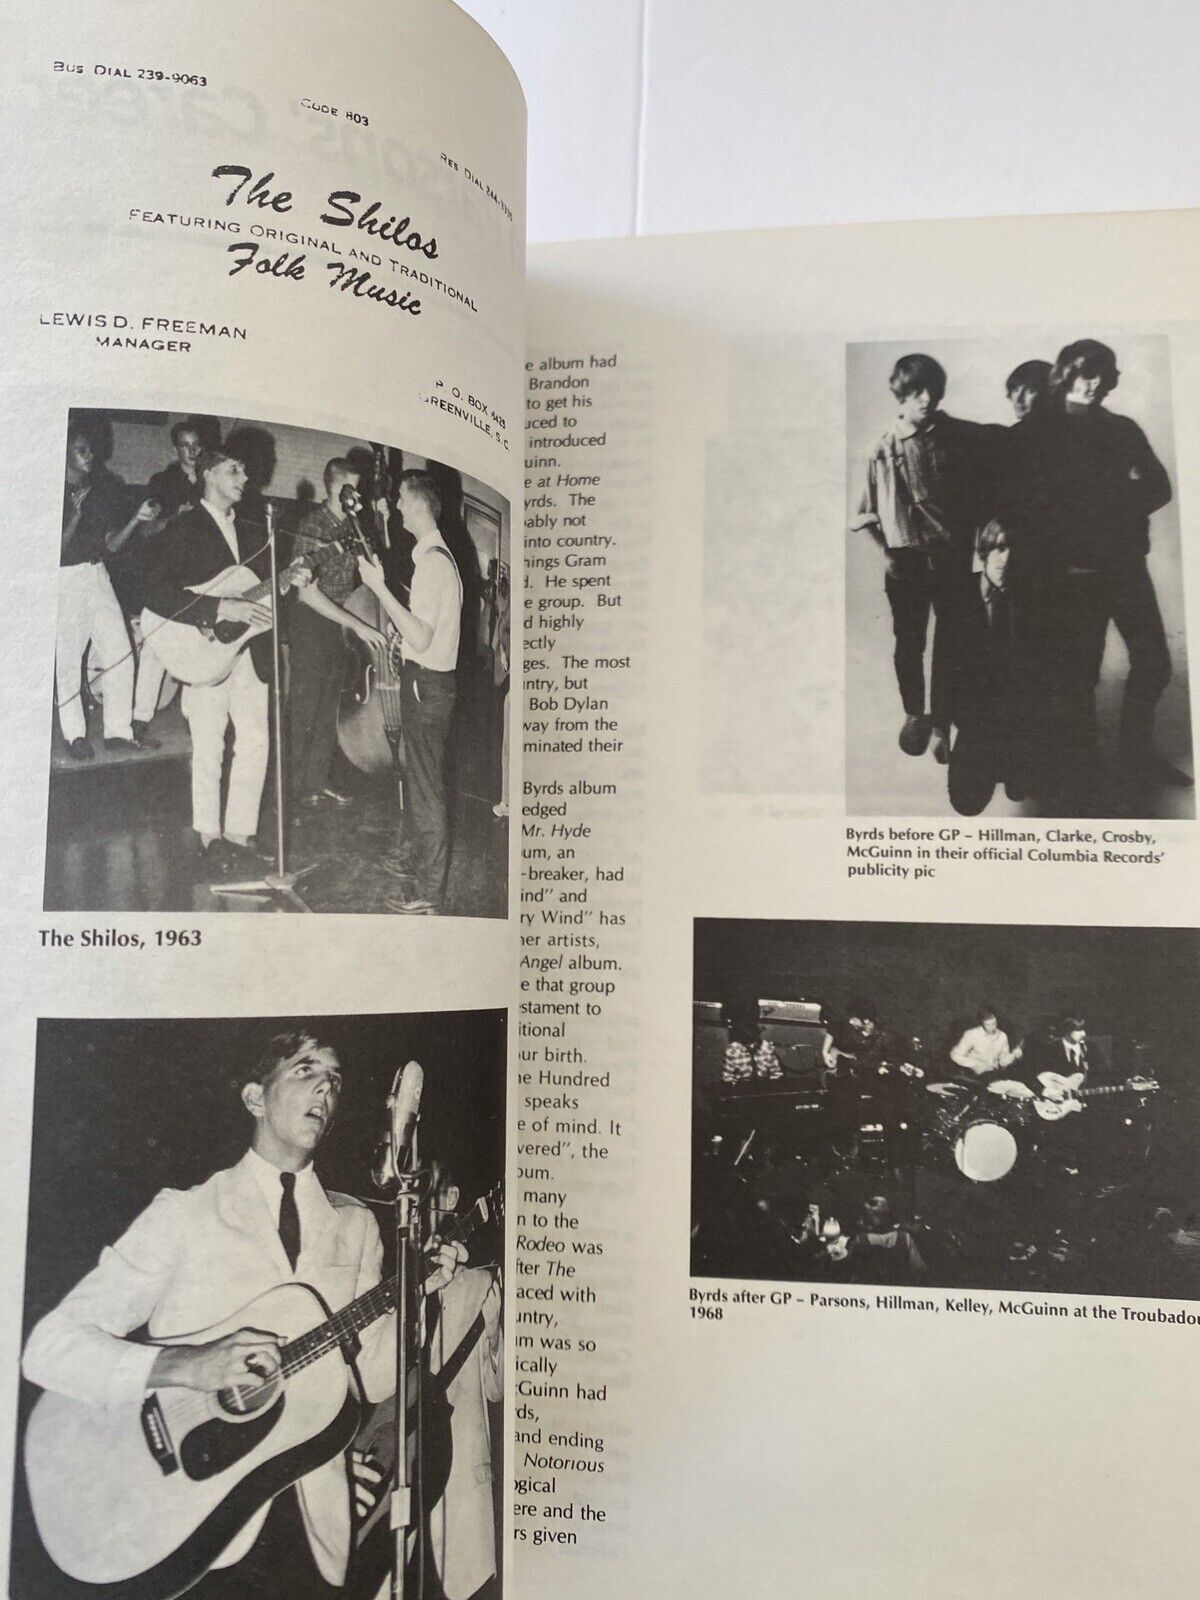 BUS DIAL 239-9063
CODE 803
RES DIAL
The Shilos
FEATURING ORIGINAL AND TRADITIONAL
Folk Music
LEWIS D. FREEMAN
MANAGER
P. O. BOX
GREENVILLE, S. C.
The Shilos, 1963
e album had
Brandon
to get his
uced to
introduced
uinn.
e at Home
yrds. The
ably not
into country.
hings Gram
d. He spent
e group. But
d highly
ectly
ges. The most
untry, but
Bob Dylan
way from the
minated their
Byrds album
edged
Mr. Hyde
um, an
-breaker, had
ind" and
ry Wind" has
her artists,
Angel album.
e that group
stament to
itional
our birth.
ne Hundred
speaks
e of mind. It
vered", the
bum.
many
n to the
Rodeo was
fter The
aced with
untry,
um was so
ically
cGuinn had
rds,
and ending
Notorious
ogical
ere and the
rs given
Byrds before GP – Hillman, Clarke, Crosby,
McGuinn in their official Columbia Records'
publicity pic
Byrds after GP – Parsons, Hillman, Kelley, McGuinn at the Troubadou
1968